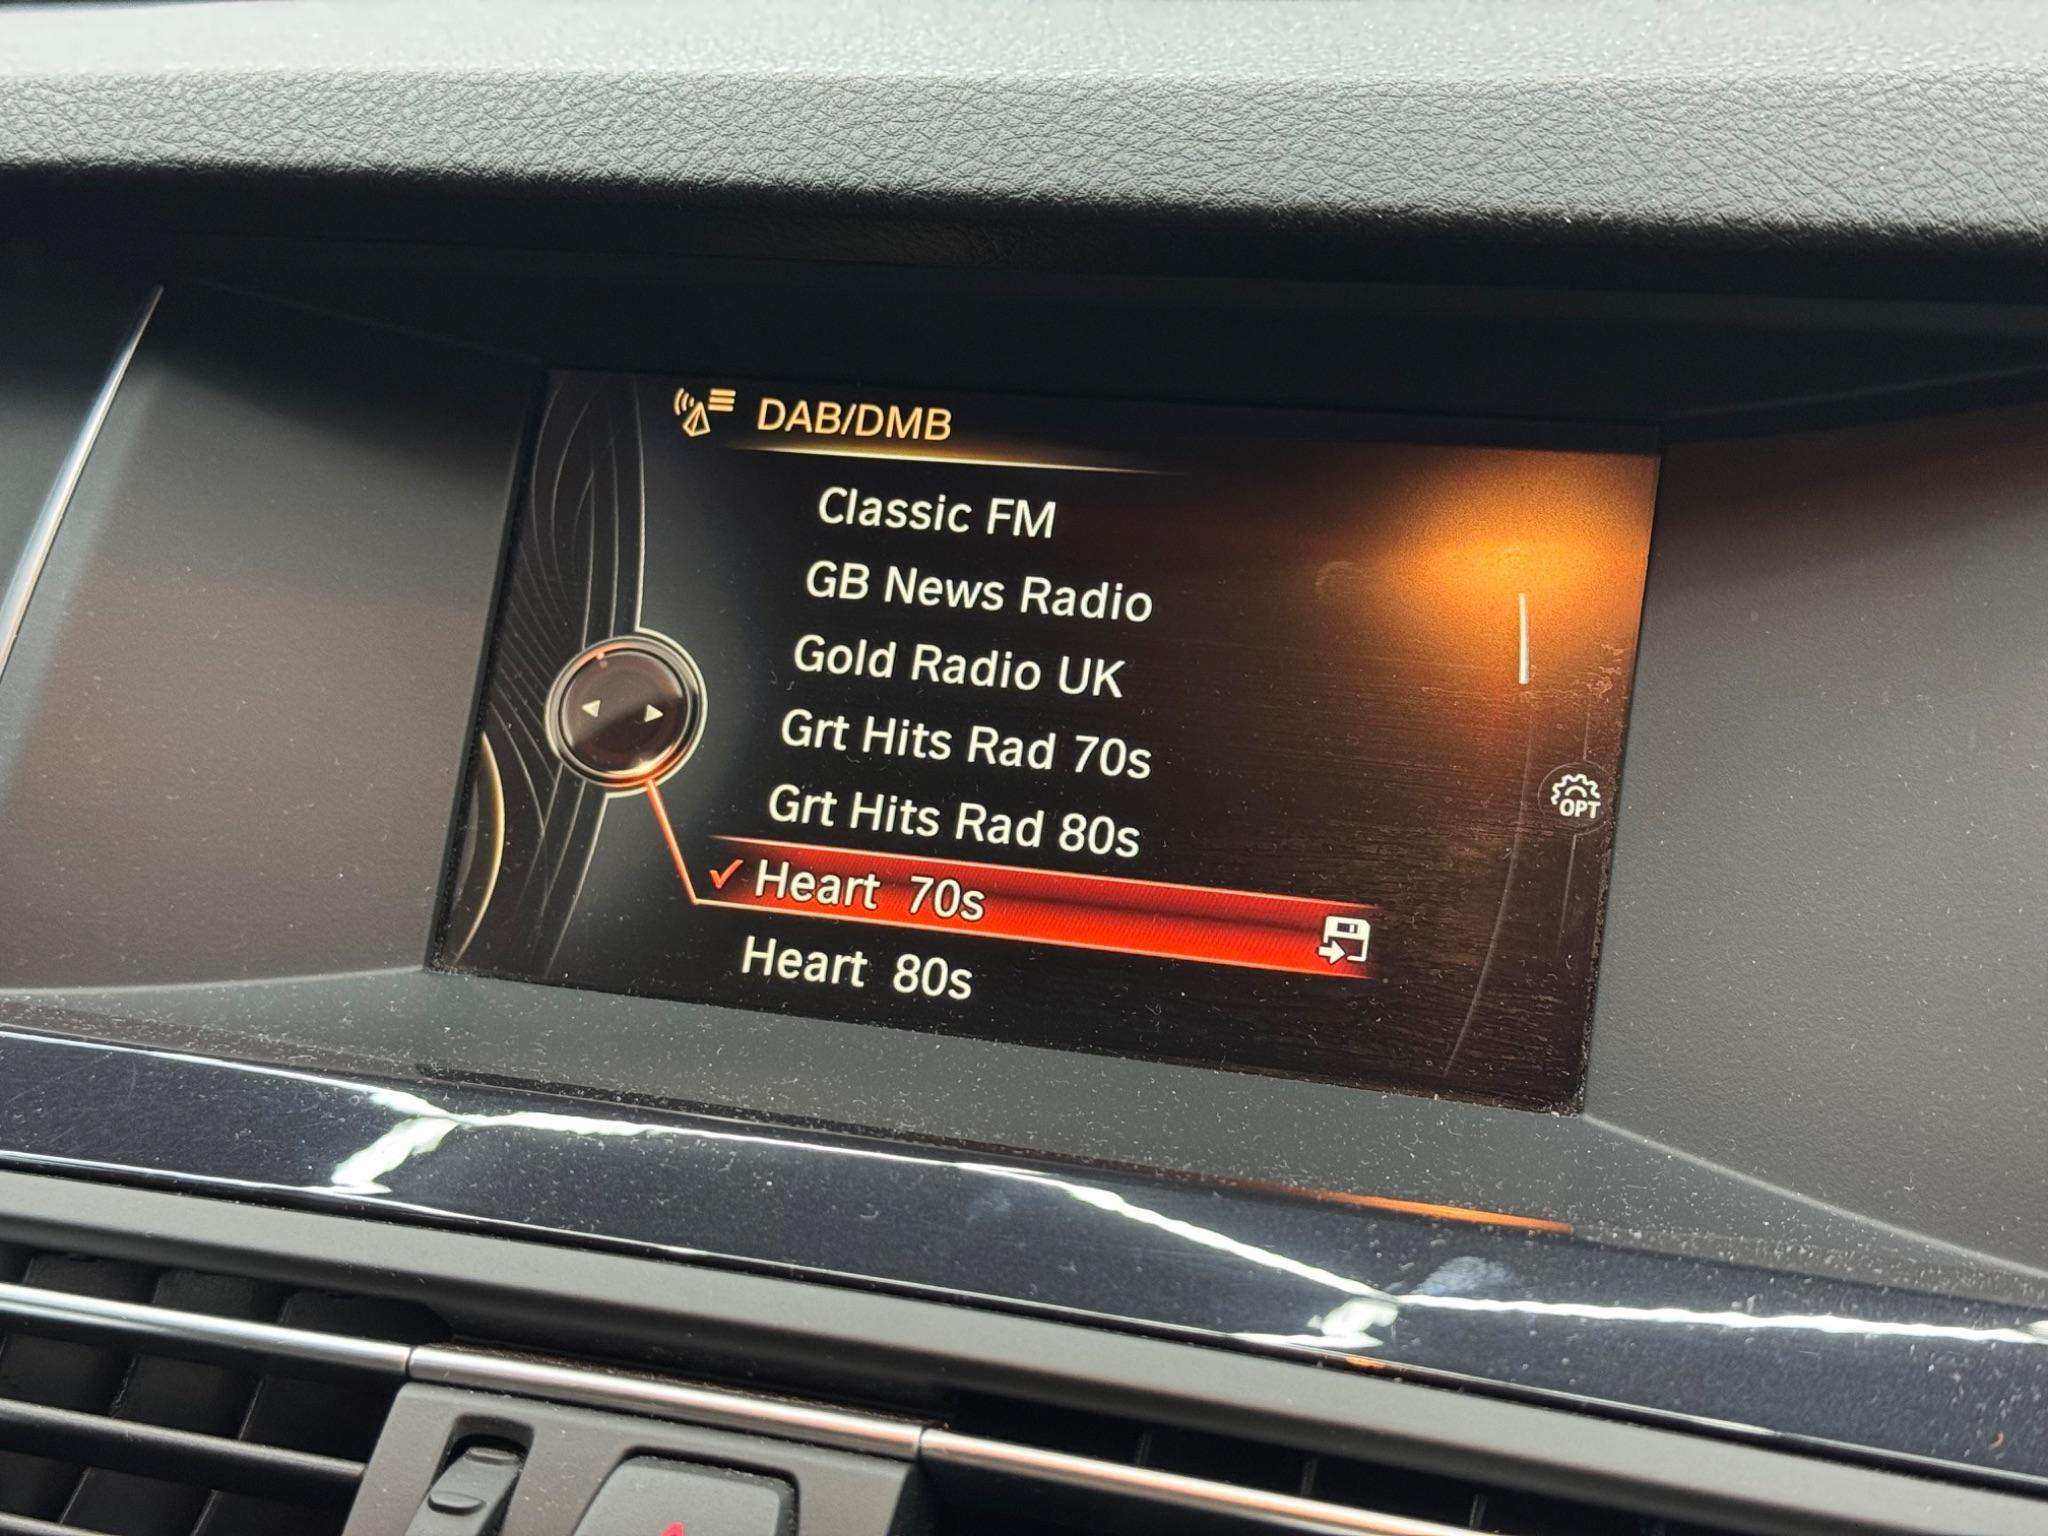 DAB/DMB
Classic FM
GB News Radio
Gold Radio UK
Grt Hits Rad 70s
Grt Hits Rad 80s
OPT
Heart 70s
Heart 80s